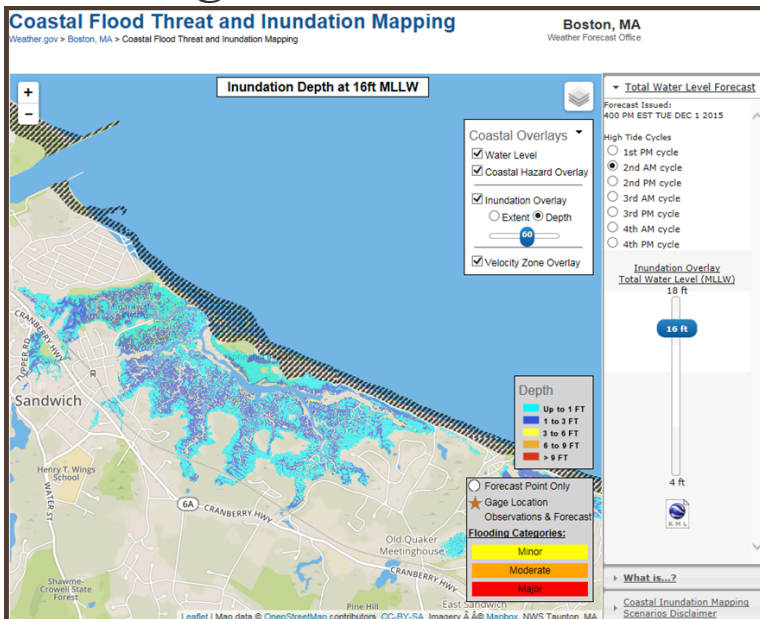 Coastal Flood Threat and Inundation Mapping
Weather.gov > Boston, MA > Coastal Flood Threat and Inundation Mapping
Boston, MA
Weather Forecast Office
+
−
Inundation Depth at 16ft MLLW
Coastal Overlays
Water Level
Coastal Hazard Overlay
Inundation Overlay
Extent Depth
60
Velocity Zone Overlay
CRANBERRY HWY
TUPPER RD
Sandwich
Henry T. Wings
School
WATER ST
6A
CRANBERRY HWY
Old Quaker
Meetinghouse
CRANBERRY HWY
Shawme-
Crowell State
Forest
Pine Hill
East Sandwich
Depth
Up to 1 FT
1 to 3 FT
3 to 6 FT
6 to 9 FT
> 9 FT
Forecast Point Only
Gage Location
Observations & Forecast
Flooding Categories:
Minor
Moderate
Major
Leaflet | Map data © OpenStreetMap contributors, CC-BY-SA, Imagery Â Â© Mapbox, NWS Taunton, MA
Total Water Level Forecast
Forecast Issued:
400 PM EST TUE DEC 1 2015
High Tide Cycles
1st PM cycle
2nd AM cycle
2nd PM cycle
3rd AM cycle
3rd PM cycle
4th AM cycle
4th PM cycle
Inundation Overlay
Total Water Level (MLLW)
18 ft
16 ft
4 ft
KML
What is...?
Coastal Inundation Mapping
Scenarios Disclaimer